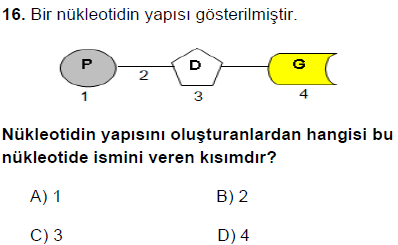 16. Bir nükleotidin yapısı gösterilmiştir.
P
D
G
1
2
3
4
Nükleotidin yapısını oluşturanlardan hangisi bu
nükleotide ismini veren kısımdır?
A) 1
B) 2
C) 3
D) 4